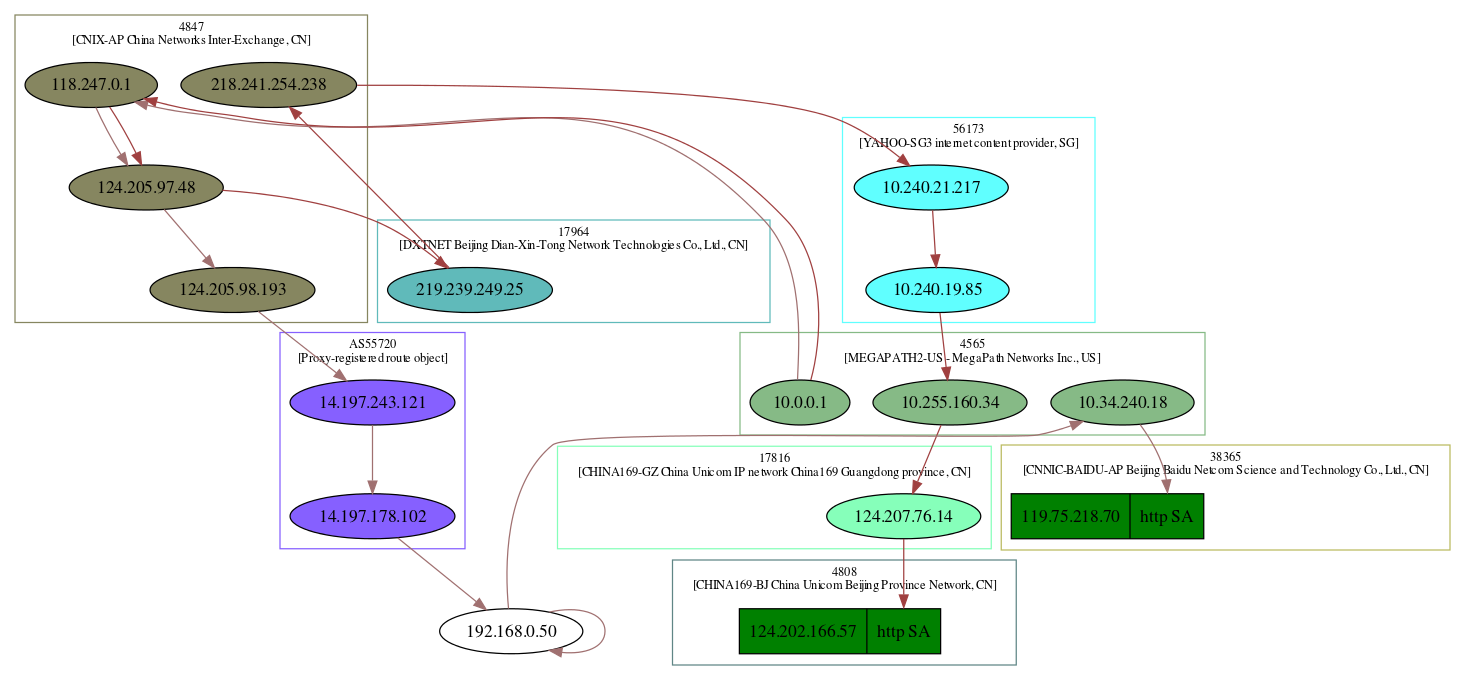 4847
[CNIX-AP China Networks Inter-Exchange, CN]
118.247.0.1
218.241.254.238
124.205.97.48
124.205.98.193
56173
[YAHOO-SG3 internet content provider, SG]
10.240.21.217
10.240.19.85
17964
[DXTNET Beijing Dian-Xin-Tong Network Technologies Co., Ltd., CN]
219.239.249.25
AS55720
[Proxy-registered route object]
14.197.243.121
14.197.178.102
4565
[MEGAPATH2-US - MegaPath Networks Inc., US]
10.0.0.1
10.255.160.34
10.34.240.18
17816
[CHINA169-GZ China Unicom IP network China169 Guangdong province, CN]
124.207.76.14
38365
[CNNIC-BAIDU-AP Beijing Baidu Netcom Science and Technology Co., Ltd., CN]
119.75.218.70
http SA
4808
[CHINA169-BJ China Unicom Beijing Province Network, CN]
124.202.166.57
http SA
192.168.0.50